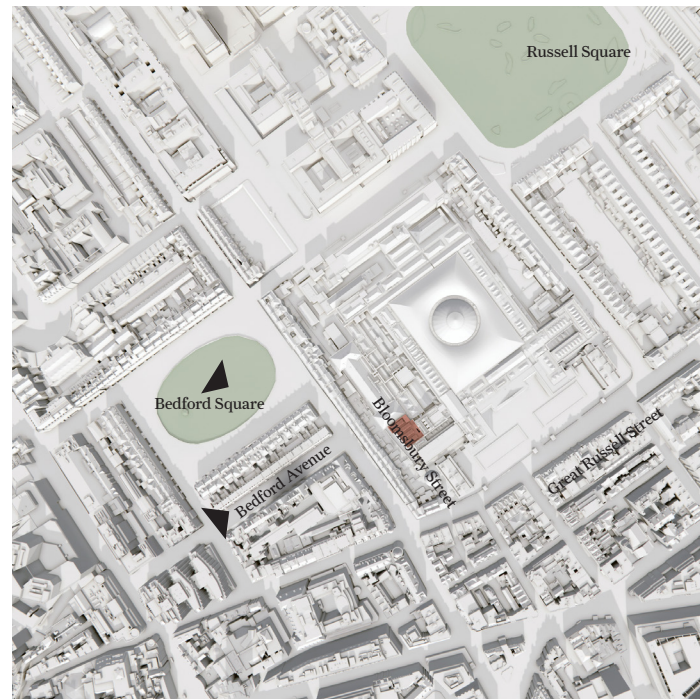 Russell Square
Bedford Square
Bloomsbury Street
Great Russell Street
Bedford Avenue